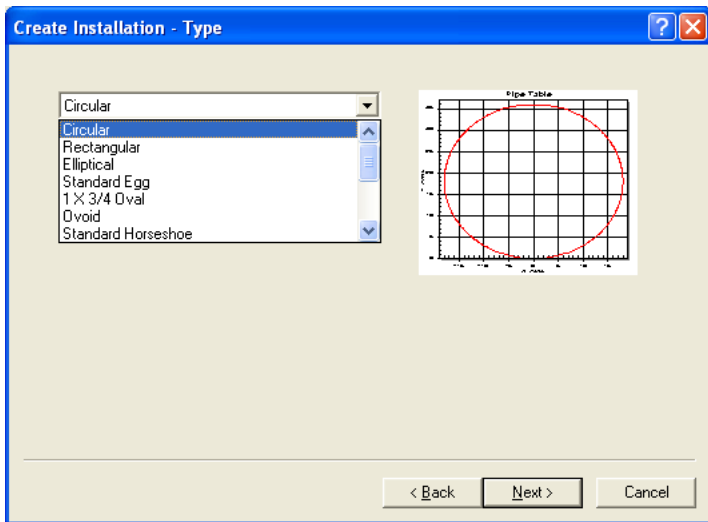 Create Installation - Type
Circular
Circular
Rectangular
Elliptical
Standard Egg
1 X 3/4 Oval
Ovoid
Standard Horseshoe
Pipe Table
< Back
Next >
Cancel